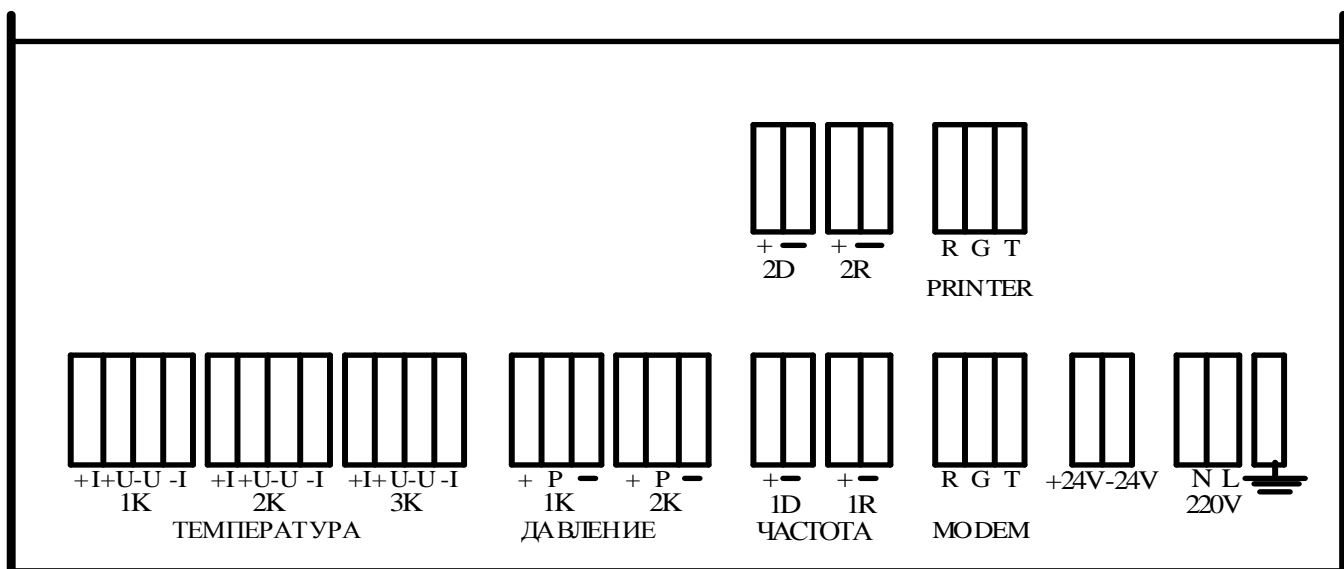 + − + − R G T
2D 2R
PRINTER
+I+U-U -I +I+U-U -I +I+U-U -I + P − + P − + − + − R G T +24V-24V N L
1K 2K 3K 1K 2K 1D 1R 220V
ТЕМПЕРАТУРА ДАВЛЕНИЕ ЧАСТОТА MODEM